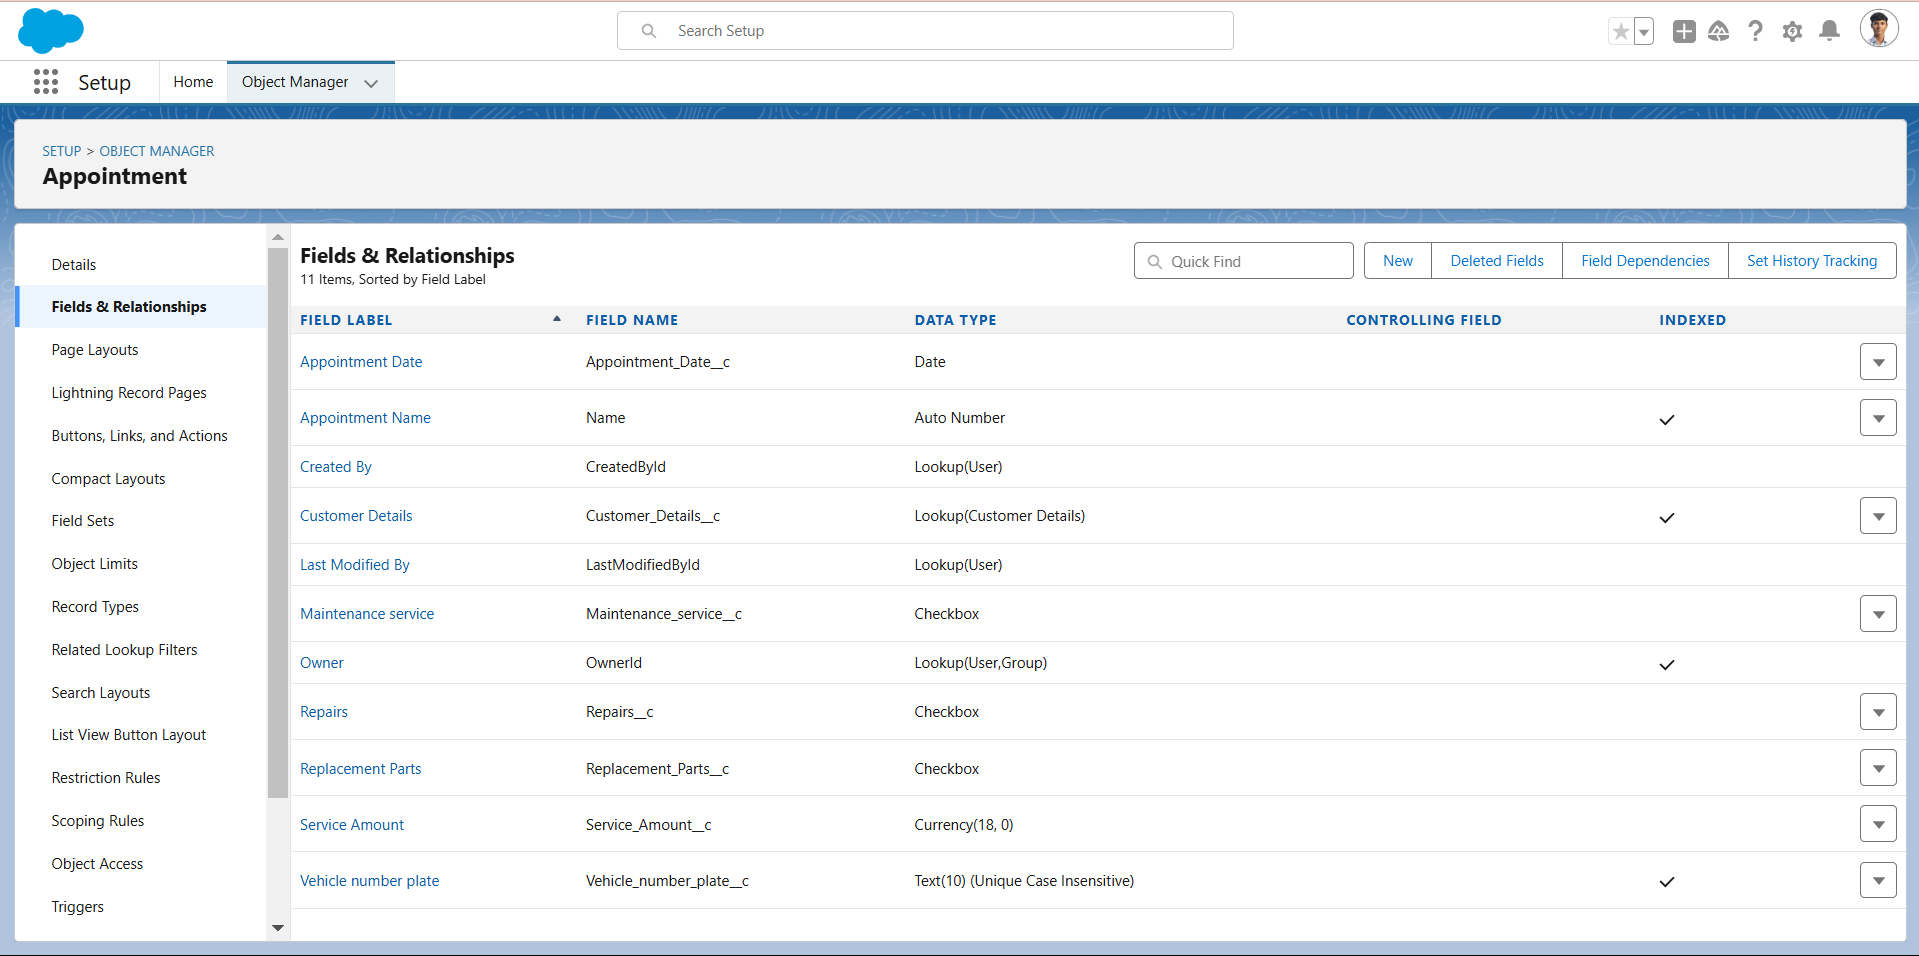 Search Setup
Setup
Home
Object Manager
SETUP > OBJECT MANAGER
Appointment
Details
Fields & Relationships
Page Layouts
Lightning Record Pages
Buttons, Links, and Actions
Compact Layouts
Field Sets
Object Limits
Record Types
Related Lookup Filters
Search Layouts
List View Button Layout
Restriction Rules
Scoping Rules
Object Access
Triggers
Fields & Relationships
11 Items, Sorted by Field Label
Quick Find
New
Deleted Fields
Field Dependencies
Set History Tracking
FIELD LABEL FIELD NAME DATA TYPE CONTROLLING FIELD INDEXED
Appointment Date Appointment_Date__c Date
Appointment Name Name Auto Number
Created By CreatedById Lookup(User)
Customer Details Customer_Details__c Lookup(Customer Details)
Last Modified By LastModifiedById Lookup(User)
Maintenance service Maintenance_service__c Checkbox
Owner OwnerId Lookup(User,Group)
Repairs Repairs__c Checkbox
Replacement Parts Replacement_Parts__c Checkbox
Service Amount Service_Amount__c Currency(18, 0)
Vehicle number plate Vehicle_number_plate__c Text(10) (Unique Case Insensitive)